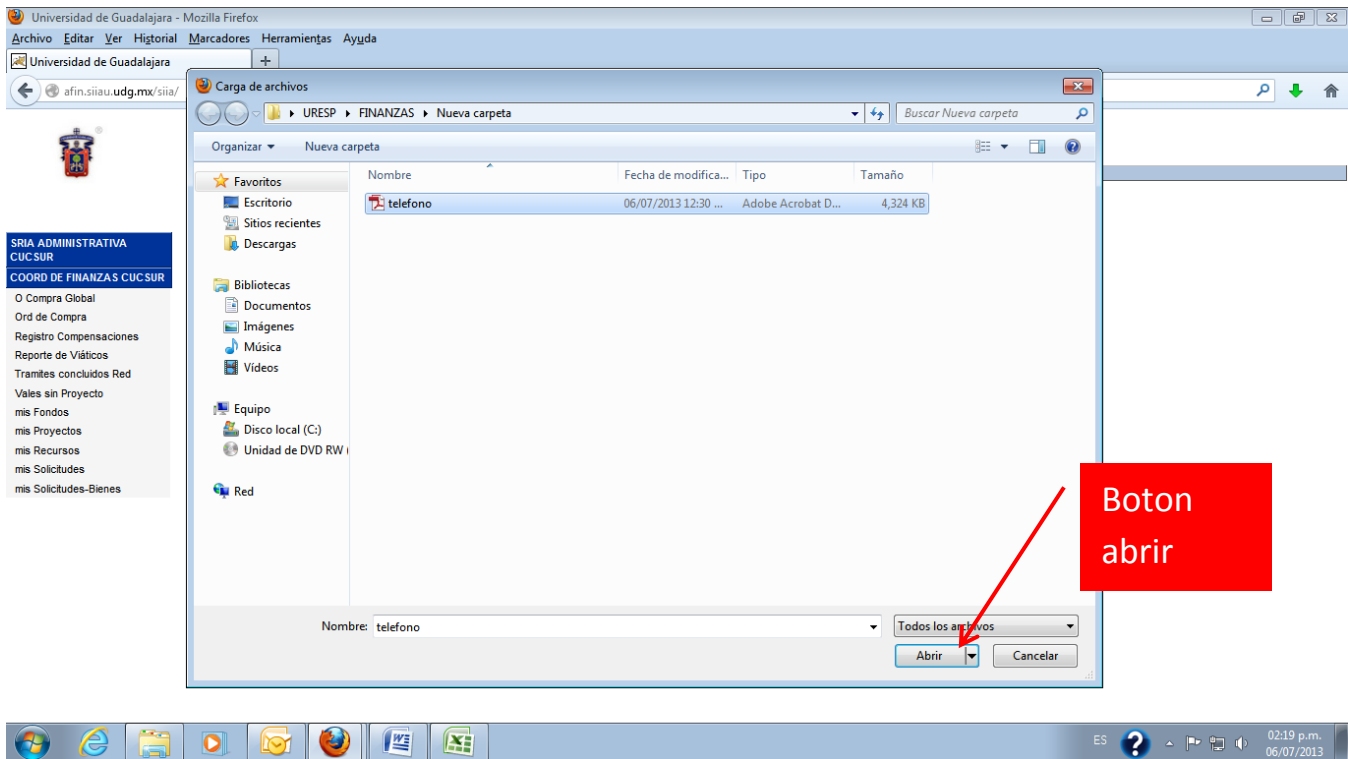 Universidad de Guadalajara - Mozilla Firefox
Archivo Editar Ver Historial Marcadores Herramientas Ayuda
Universidad de Guadalajara
+
afin.siiau.udg.mx/siia/
Carga de archivos
URESP FINANZAS Nueva carpeta
Buscar Nueva carpeta
Organizar Nueva carpeta
Nombre Fecha de modifica... Tipo Tamaño
telefono 06/07/2013 12:30 ... Adobe Acrobat D... 4,324 KB
Favoritos
Escritorio
Sitios recientes
Descargas
Bibliotecas
Documentos
Imágenes
Música
Vídeos
Equipo
Disco local (C:)
Unidad de DVD RW (
Red
SRIA ADMINISTRATIVA
CUCSUR
COORD DE FINANZAS CUCSUR
O Compra Global
Ord de Compra
Registro Compensaciones
Reporte de Viáticos
Tramites concluidos Red
Vales sin Proyecto
mis Fondos
mis Proyectos
mis Recursos
mis Solicitudes
mis Solicitudes-Bienes
Boton
abrir
Nombre: telefono
Todos los archivos
Abrir Cancelar
ES
02:19 p.m.
06/07/2013